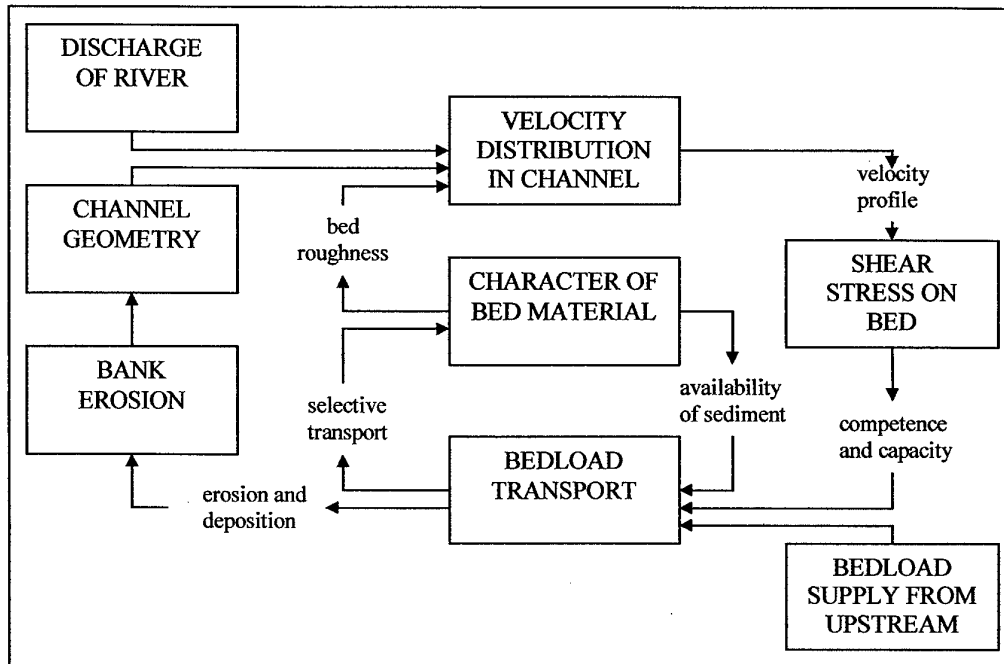 DISCHARGE
OF RIVER
VELOCITY
DISTRIBUTION
IN CHANNEL
velocity
profile
CHANNEL
GEOMETRY
bed
roughness
CHARACTER OF
BED MATERIAL
SHEAR
STRESS ON
BED
BANK
EROSION
selective
transport
availability
of sediment
competence
and capacity
BEDLOAD
TRANSPORT
erosion and
deposition
BEDLOAD
SUPPLY FROM
UPSTREAM